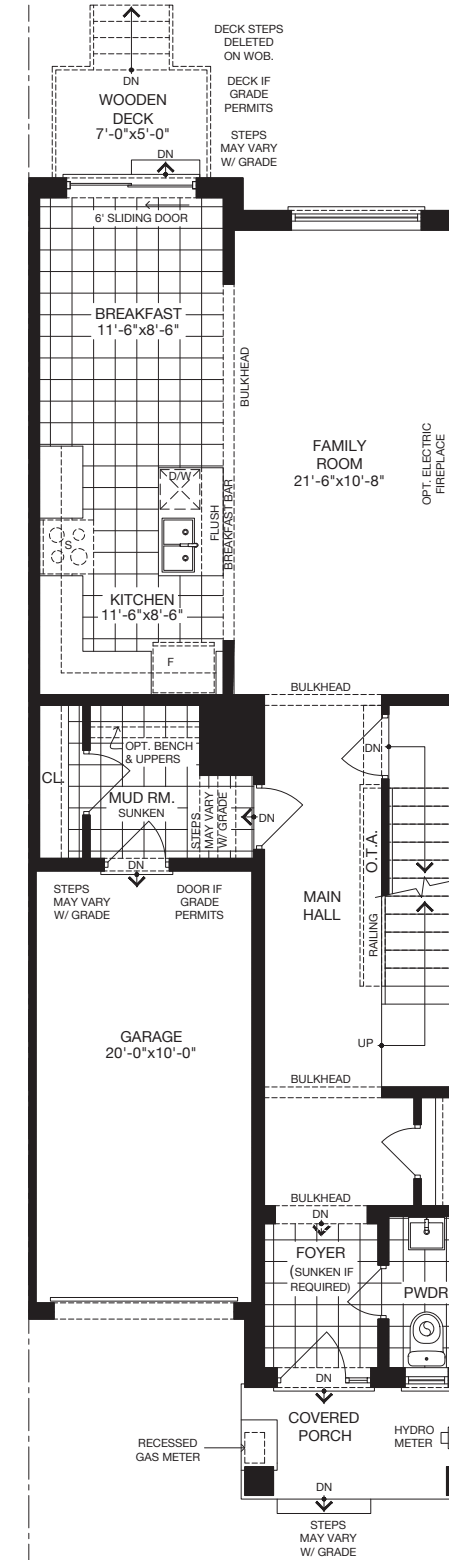 DECK STEPS
DELETED
ON WOB.
DECK IF
GRADE
PERMITS
STEPS
MAY VARY
W/ GRADE
DN
WOODEN
DECK
7'-0"x5'-0"
DN
6' SLIDING DOOR
BREAKFAST
11'-6"x8'-6"
BULKHEAD
FAMILY
ROOM
21'-6"x10'-8"
OPT. ELECTRIC
FIREPLACE
D/W
FLUSH
BREAKFAST BAR
S
KITCHEN
11'-6"x8'-6"
F
BULKHEAD
DN
OPT. BENCH
& UPPERS
CL.
MUD RM.
SUNKEN
STEPS
MAY VARY
W/ GRADE
DN
DN
STEPS
MAY VARY
W/ GRADE
DOOR IF
GRADE
PERMITS
MAIN
HALL
O.T.A.
RAILING
GARAGE
20'-0"x10'-0"
UP
BULKHEAD
BULKHEAD
DN
FOYER
(SUNKEN IF
REQUIRED)
PWDR
DN
COVERED
PORCH
HYDRO
METER
RECESSED
GAS METER
DN
STEPS
MAY VARY
W/ GRADE